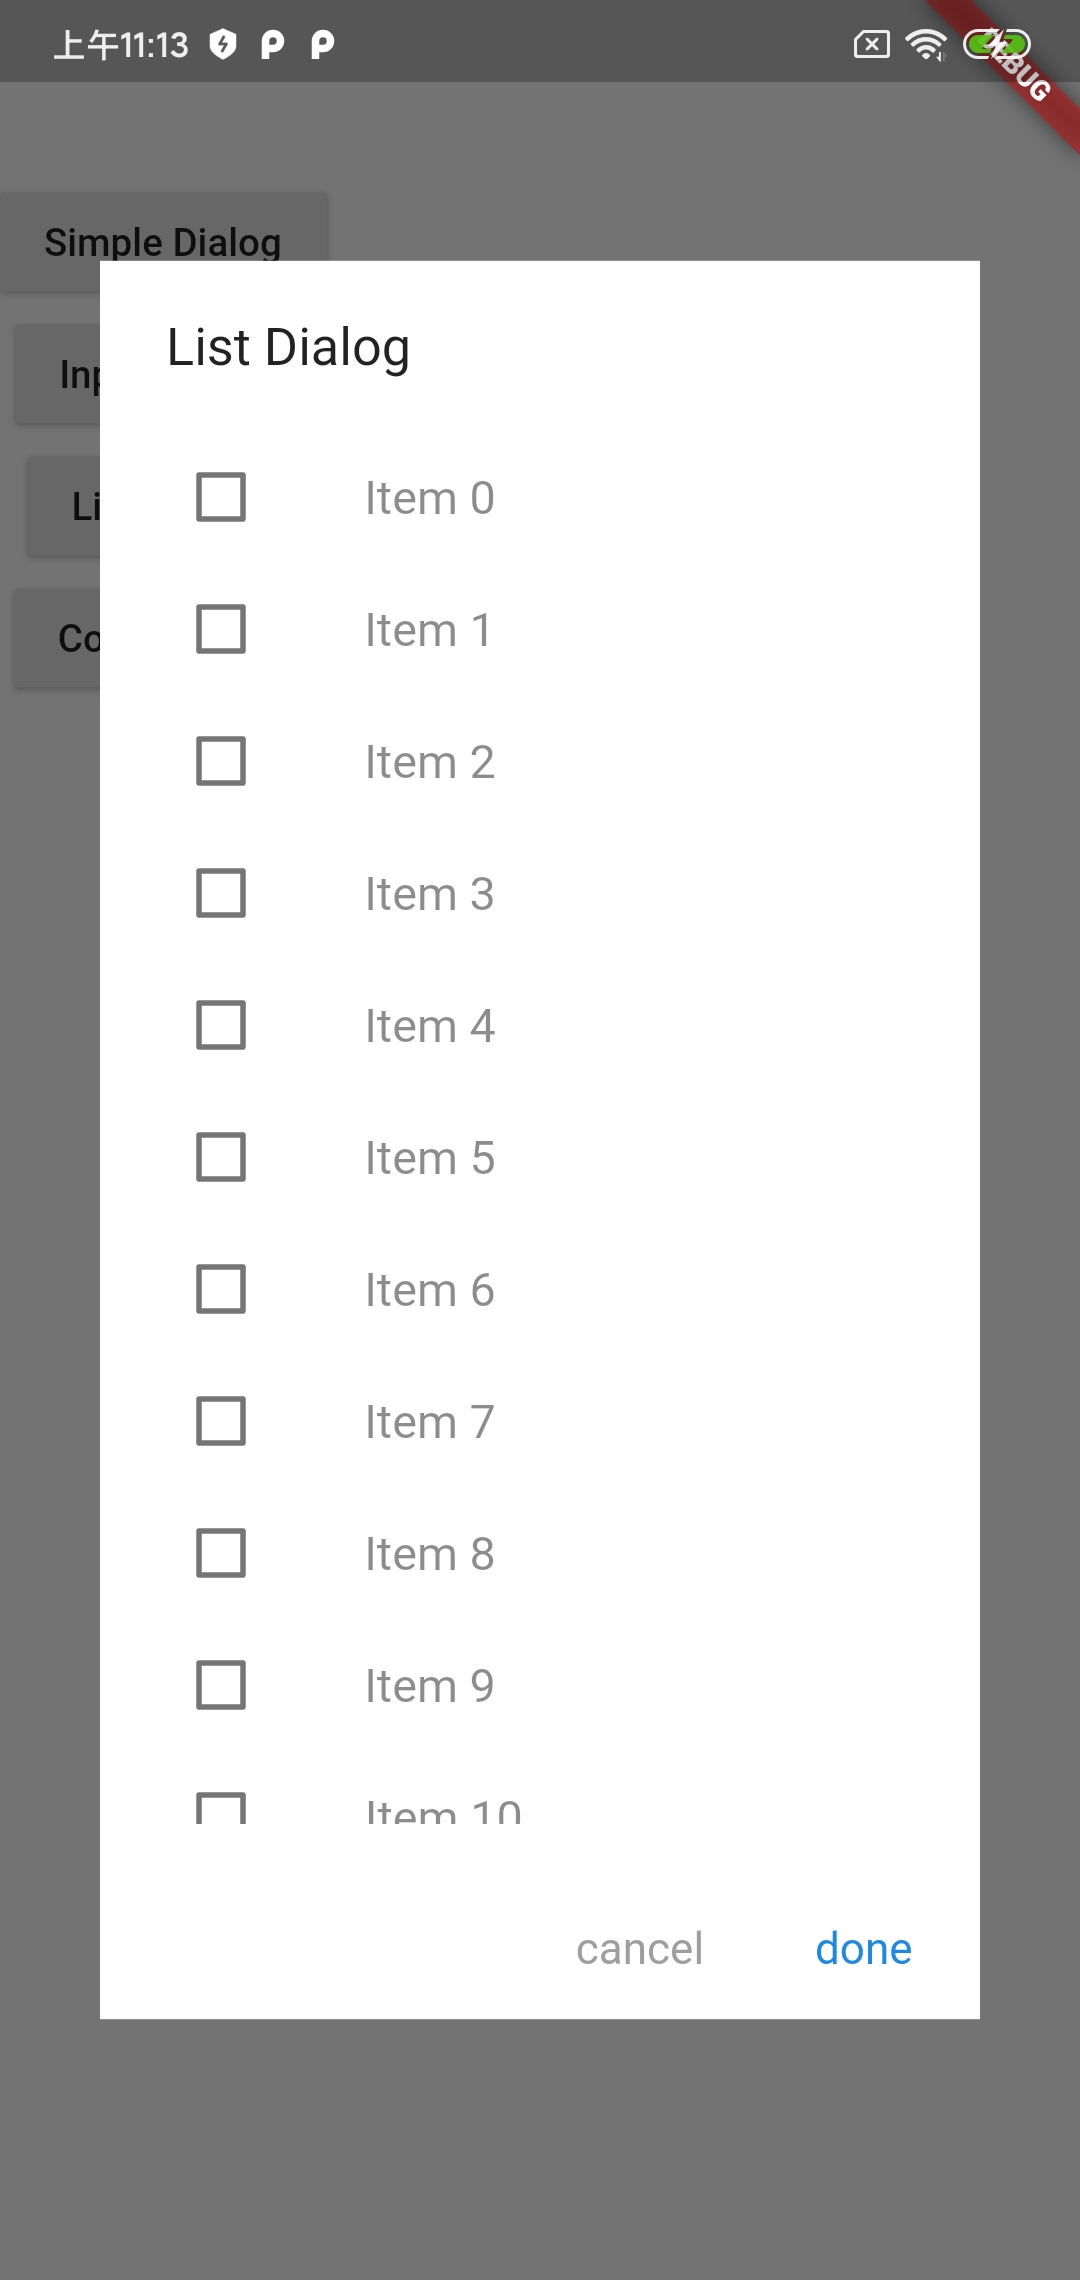 上午11:13
DEBUG
Simple Dialog
Inp
Li
Co
List Dialog
Item 0
Item 1
Item 2
Item 3
Item 4
Item 5
Item 6
Item 7
Item 8
Item 9
Item 10
cancel
done